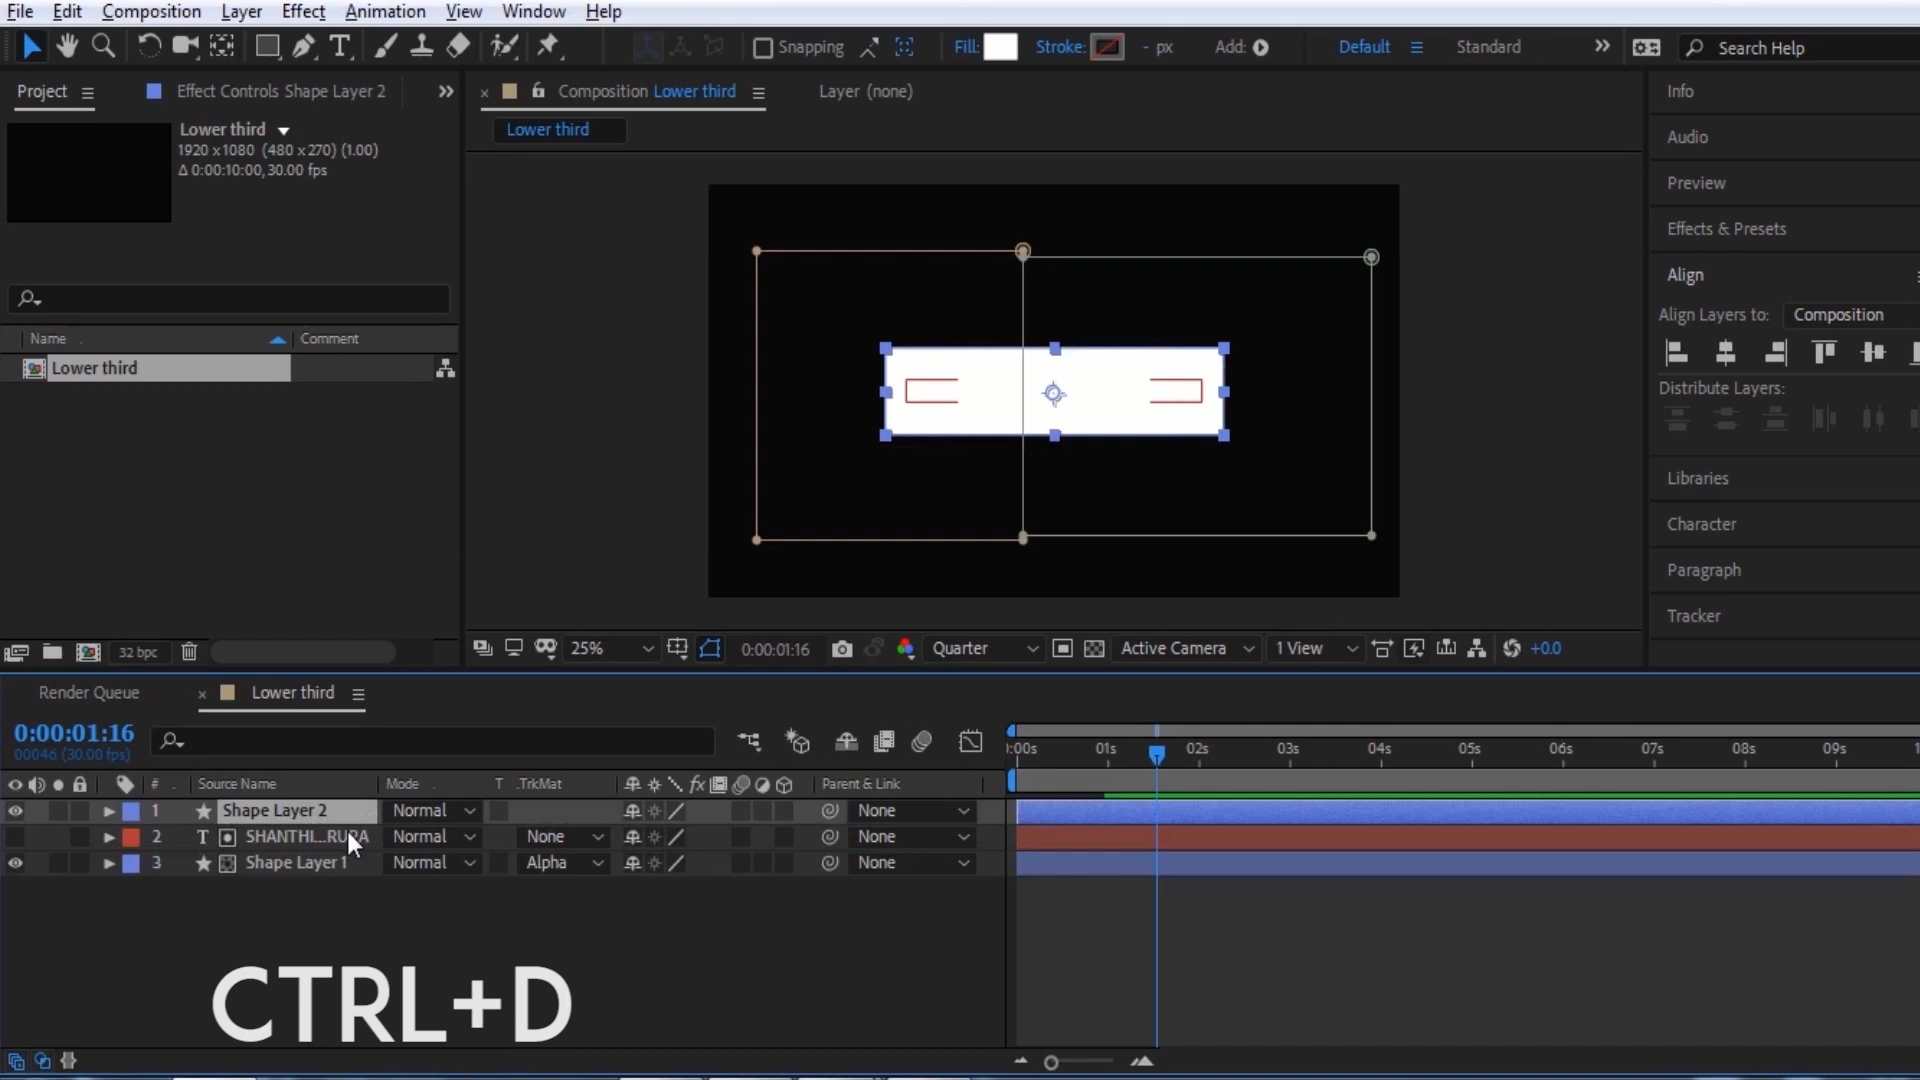 File Edit Composition Layer Effect Animation View Window Help
Snapping Fill: Stroke: - px Add: Default Standard Search Help
Project Effect Controls Shape Layer 2
Composition Lower third Layer (none)
Lower third
Lower third
1920 x1080 (480 x270) (1.00)
Δ 0:00:10:00, 30.00 fps
Name Comment
Lower third
32 bpc
25% 0:00:01:16 Quarter Active Camera 1 View +0.0
Info
Audio
Preview
Effects & Presets
Align
Align Layers to: Composition
Distribute Layers:
Libraries
Character
Paragraph
Tracker
Render Queue Lower third
0:00:01:16
00046 (30.00 fps)
:00s 01s 02s 03s 04s 05s 06s 07s 08s 09s
# Source Name Mode T .TrkMat fx Parent & Link
1 Shape Layer 2 Normal None
2 T SHANTHI...RUPA Normal None None
3 Shape Layer 1 Normal Alpha None
CTRL+D